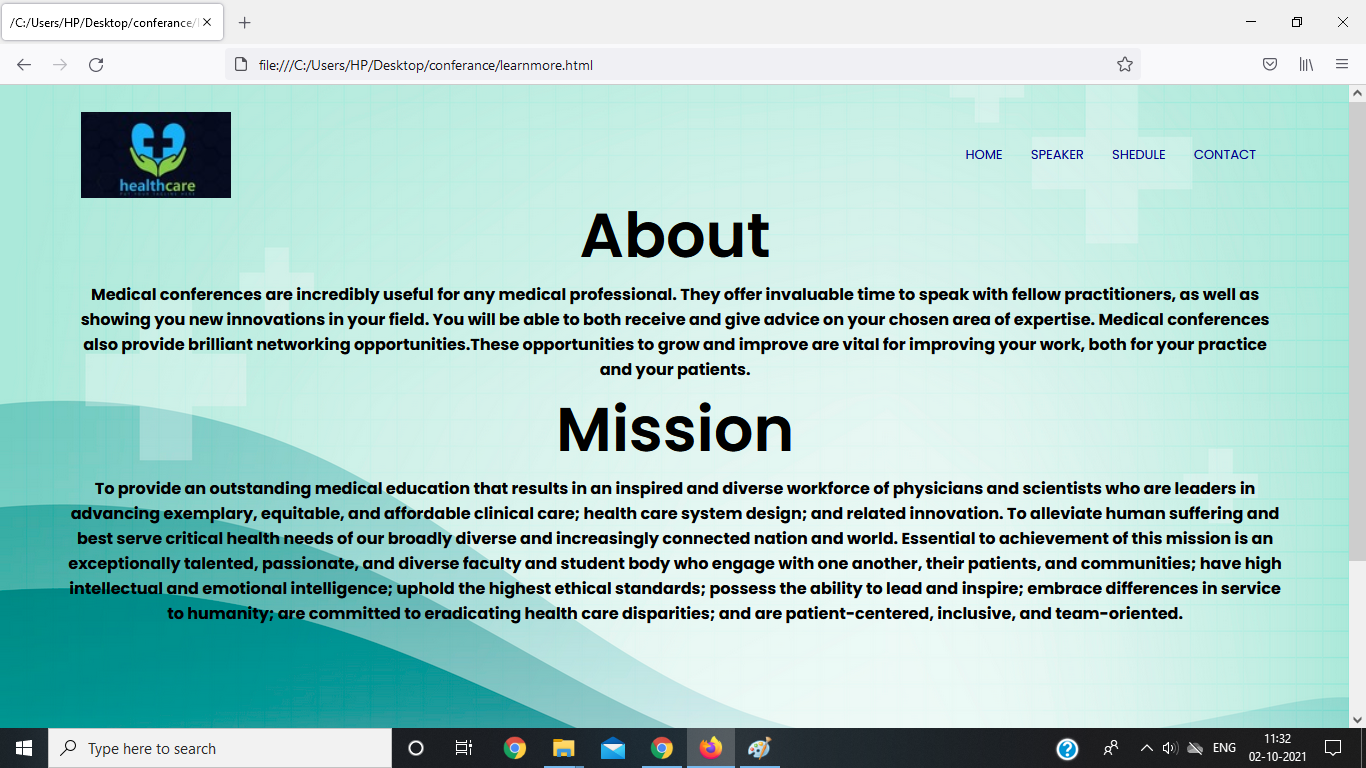 /C:/Users/HP/Desktop/conferance/
file:///C:/Users/HP/Desktop/conferance/learnmore.html
healthcare
HOME SPEAKER SHEDULE CONTACT
About
Medical conferences are incredibly useful for any medical professional. They offer invaluable time to speak with fellow practitioners, as well as
showing you new innovations in your field. You will be able to both receive and give advice on your chosen area of expertise. Medical conferences
also provide brilliant networking opportunities.These opportunities to grow and improve are vital for improving your work, both for your practice
and your patients.
Mission
To provide an outstanding medical education that results in an inspired and diverse workforce of physicians and scientists who are leaders in
advancing exemplary, equitable, and affordable clinical care; health care system design; and related innovation. To alleviate human suffering and
best serve critical health needs of our broadly diverse and increasingly connected nation and world. Essential to achievement of this mission is an
exceptionally talented, passionate, and diverse faculty and student body who engage with one another, their patients, and communities; have high
intellectual and emotional intelligence; uphold the highest ethical standards; possess the ability to lead and inspire; embrace differences in service
to humanity; are committed to eradicating health care disparities; and are patient-centered, inclusive, and team-oriented.
Type here to search
ENG
11:32
02-10-2021